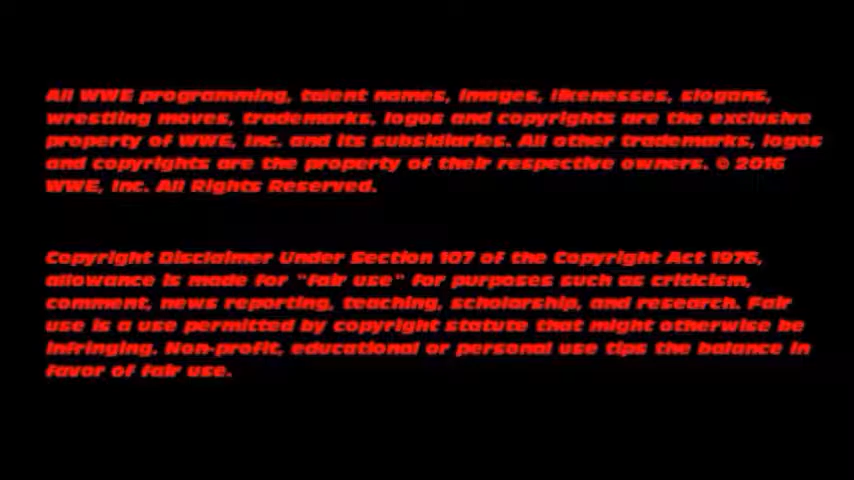 All WWE programming, talent names, images, likenesses, slogans,
wrestling moves, trademarks, logos and copyrights are the exclusive
property of WWE, Inc. and its subsidiaries. All other trademarks, logos
and copyrights are the property of their respective owners. © 2016
WWE, Inc. All Rights Reserved.
Copyright Disclaimer Under Section 107 of the Copyright Act 1976,
allowance is made for "fair use" for purposes such as criticism,
comment, news reporting, teaching, scholarship, and research. Fair
use is a use permitted by copyright statute that might otherwise be
infringing. Non-profit, educational or personal use tips the balance in
favor of fair use.